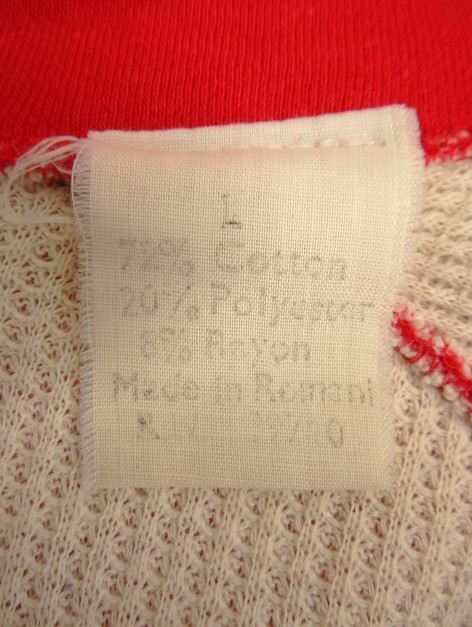 L
72% Cotton
20% Polyester
8% Rayon
Made in Romani